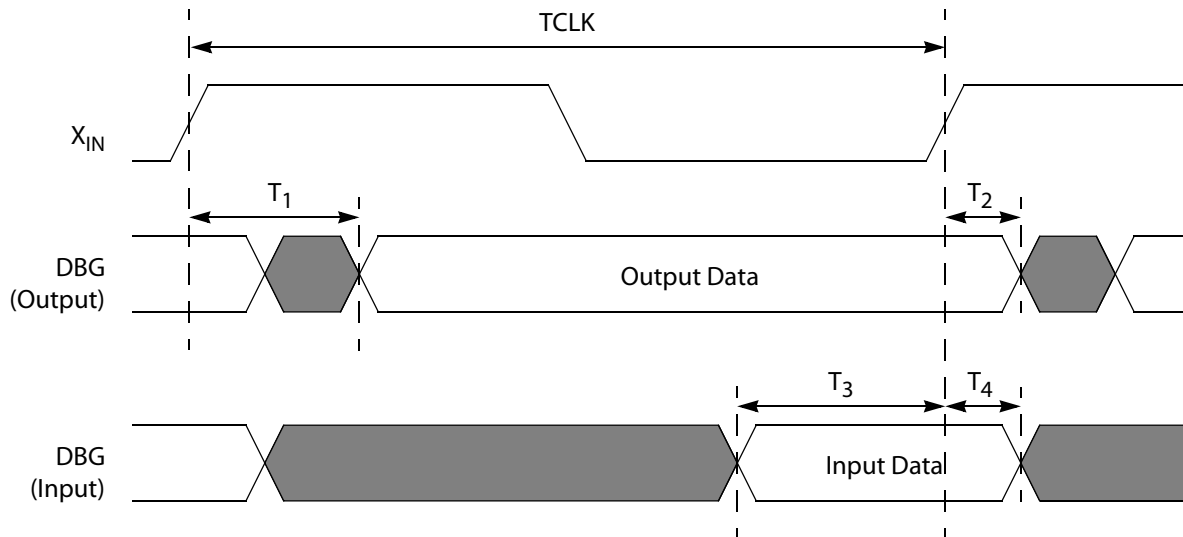 TCLK
X_IN
T_1
T_2
DBG
(Output)
Output Data
T_3
T_4
DBG
(Input)
Input Data